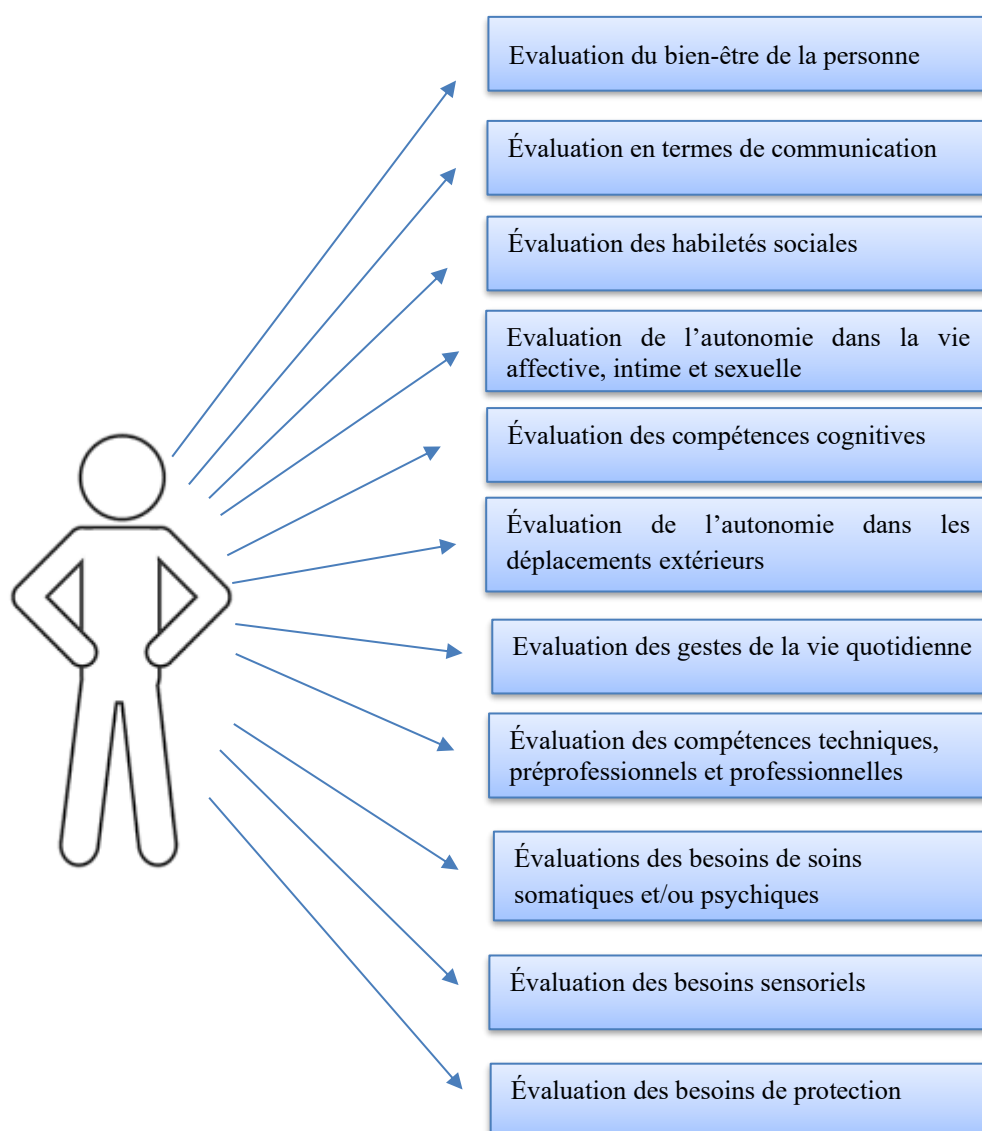 Evaluation du bien-être de la personne
Évaluation en termes de communication
Évaluation des habiletés sociales
Evaluation de l’autonomie dans la vie
affective, intime et sexuelle
Évaluation des compétences cognitives
Évaluation de l’autonomie dans les
déplacements extérieurs
Evaluation des gestes de la vie quotidienne
Évaluation des compétences techniques,
préprofessionnels et professionnelles
Évaluations des besoins de soins
somatiques et/ou psychiques
Évaluation des besoins sensoriels
Évaluation des besoins de protection